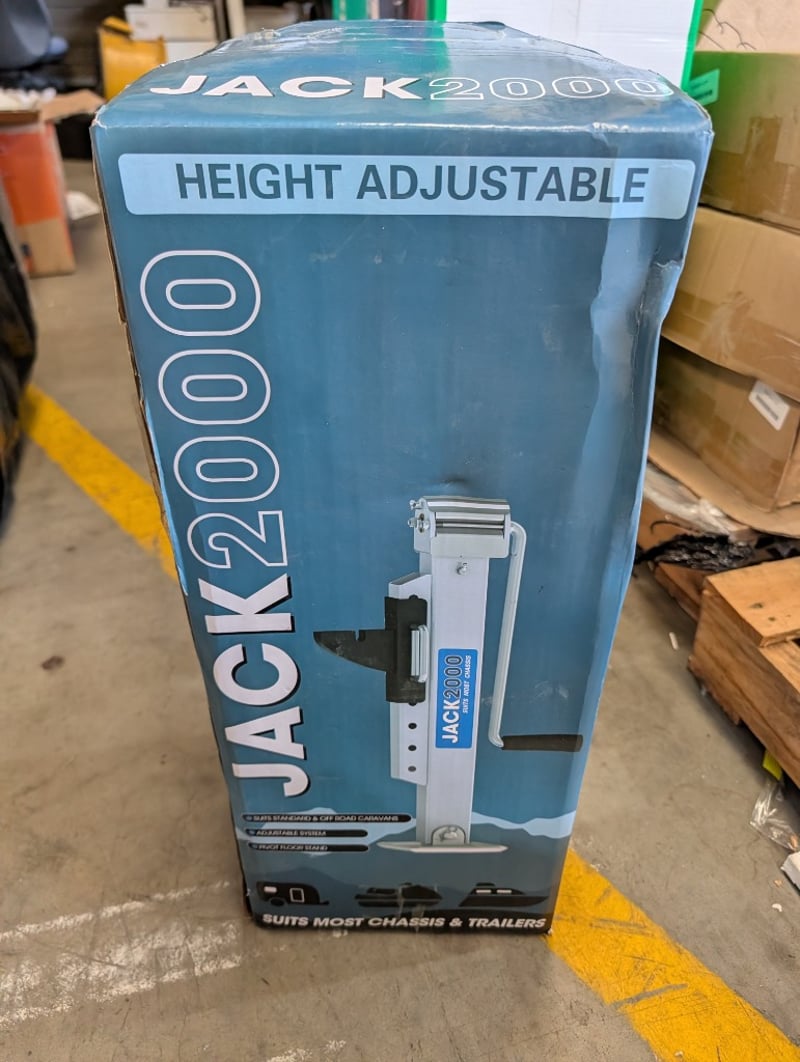 JACK2000
HEIGHT ADJUSTABLE
JACK2000
JACK2000
SUITS MOST CHASSIS
SUITS STANDARD & OFF ROAD CARAVANS
ADJUSTABLE SYSTEM
PIVOT FLOOR STAND
SUITS MOST CHASSIS & TRAILERS